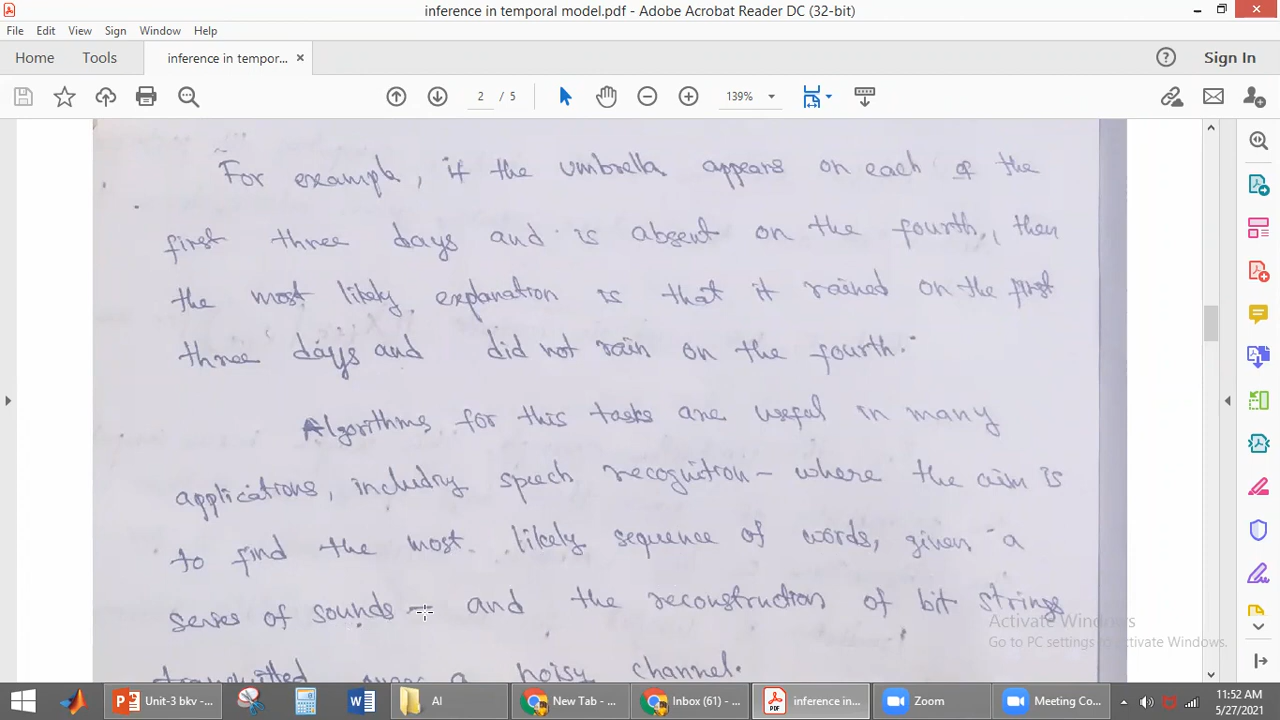 inference in temporal model.pdf - Adobe Acrobat Reader DC (32-bit)
File Edit View Sign Window Help
Home Tools inference in tempor... × Sign In
2 / 5 139%
For example, if the umbrella appears on each of the
first three days and is absent on the fourth, then
the most likely explanation is that it rained on the first
three days and did not rain on the fourth.
Algorithms for this tasks are useful in many
applications, including speech recognition – where the aim is
to find the most likely sequence of words, given a
series of sounds – and the reconstruction of bit strings
transmitted over a noisy channel.
Activate Windows
Go to PC settings to activate Windows.
Unit-3 bkv - ... AI New Tab - ... Inbox (61) - ... inference in... Zoom Meeting Co...
11:52 AM
5/27/2021